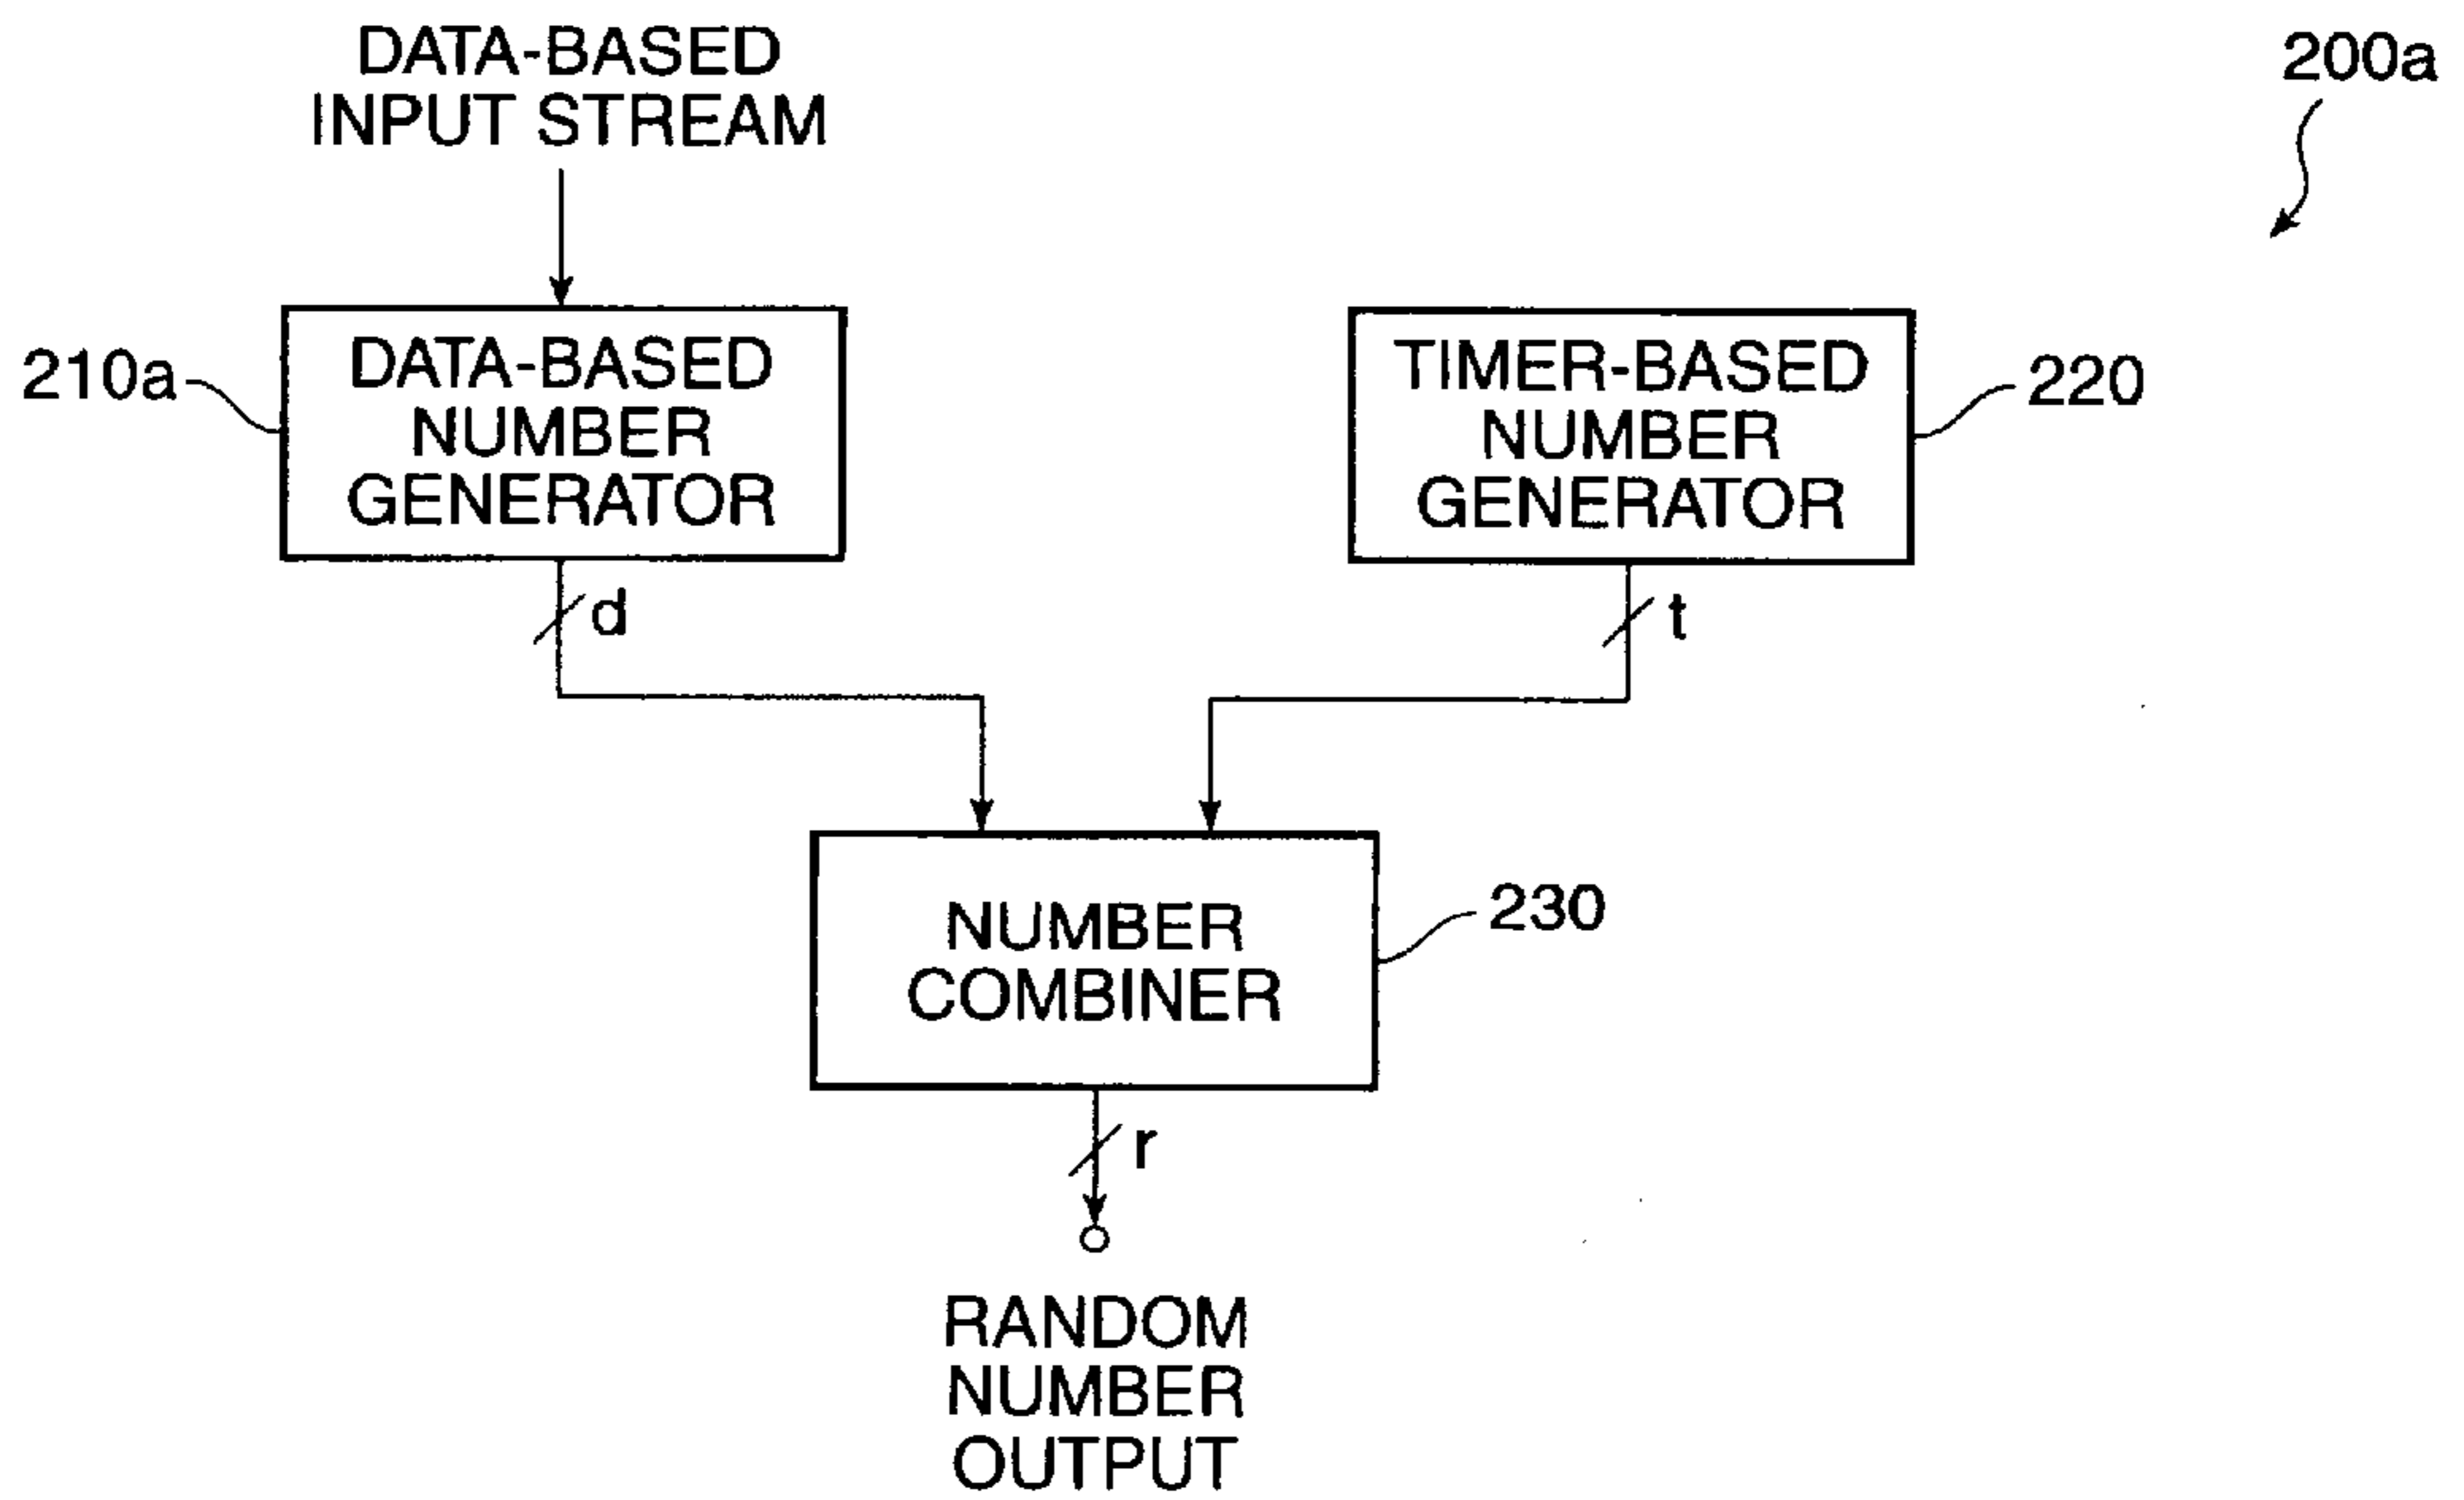 DATA-BASED
INPUT STREAM
200a
210a
DATA-BASED
NUMBER
GENERATOR
TIMER-BASED
NUMBER
GENERATOR
220
d
t
NUMBER
COMBINER
230
r
RANDOM
NUMBER
OUTPUT